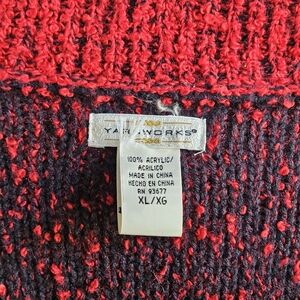 YARNWORKS®
100% ACRYLIC/
ACRILICO
MADE IN CHINA
HECHO EN CHINA
RN 93677
XL/XG